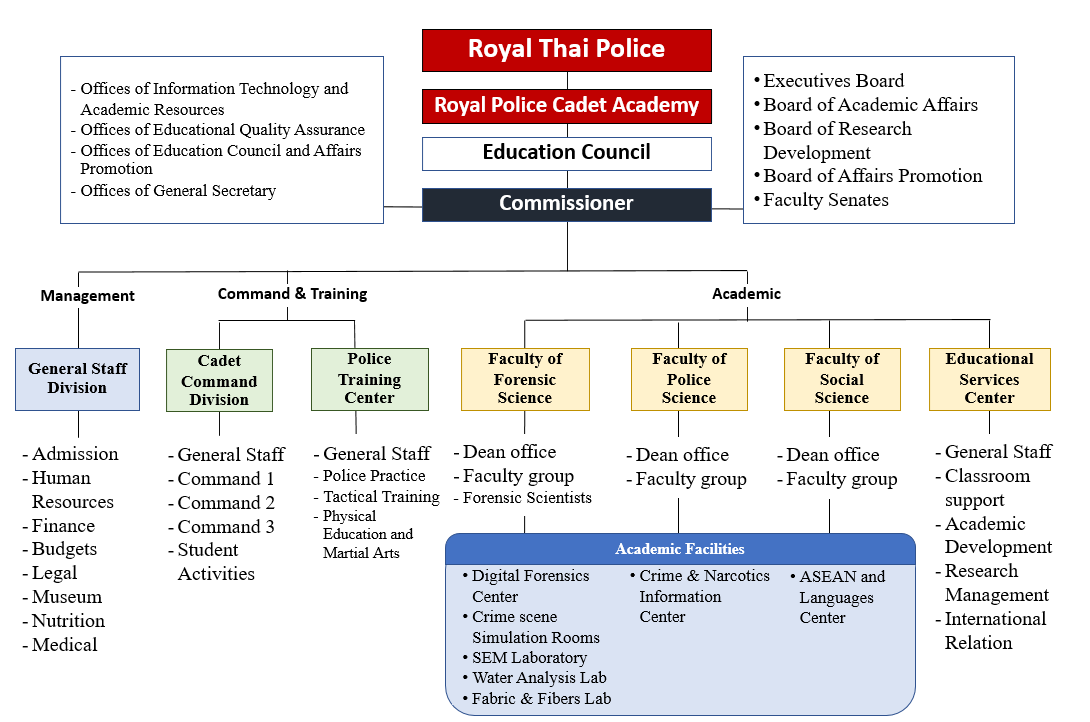 Royal Thai Police
Royal Police Cadet Academy
Education Council
Commissioner
- Offices of Information Technology and
Academic Resources
- Offices of Educational Quality Assurance
- Offices of Education Council and Affairs
Promotion
- Offices of General Secretary
• Executives Board
• Board of Academic Affairs
• Board of Research
Development
• Board of Affairs Promotion
• Faculty Senates
Management
Command & Training
Academic
General Staff
Division
- Admission
- Human
Resources
- Finance
- Budgets
- Legal
- Museum
- Nutrition
- Medical
Cadet
Command
Division
- General Staff
- Command 1
- Command 2
- Command 3
- Student
Activities
Police
Training
Center
- General Staff
- Police Practice
- Tactical Training
- Physical
Education and
Martial Arts
Faculty of
Forensic
Science
- Dean office
- Faculty group
- Forensic Scientists
Faculty of
Police
Science
- Dean office
- Faculty group
Faculty of
Social
Science
- Dean office
- Faculty group
Educational
Services
Center
- General Staff
- Classroom
support
- Academic
Development
- Research
Management
- International
Relation
Academic Facilities
• Digital Forensics
Center
• Crime scene
Simulation Rooms
• SEM Laboratory
• Water Analysis Lab
• Fabric & Fibers Lab
• Crime & Narcotics
Information
Center
• ASEAN and
Languages
Center